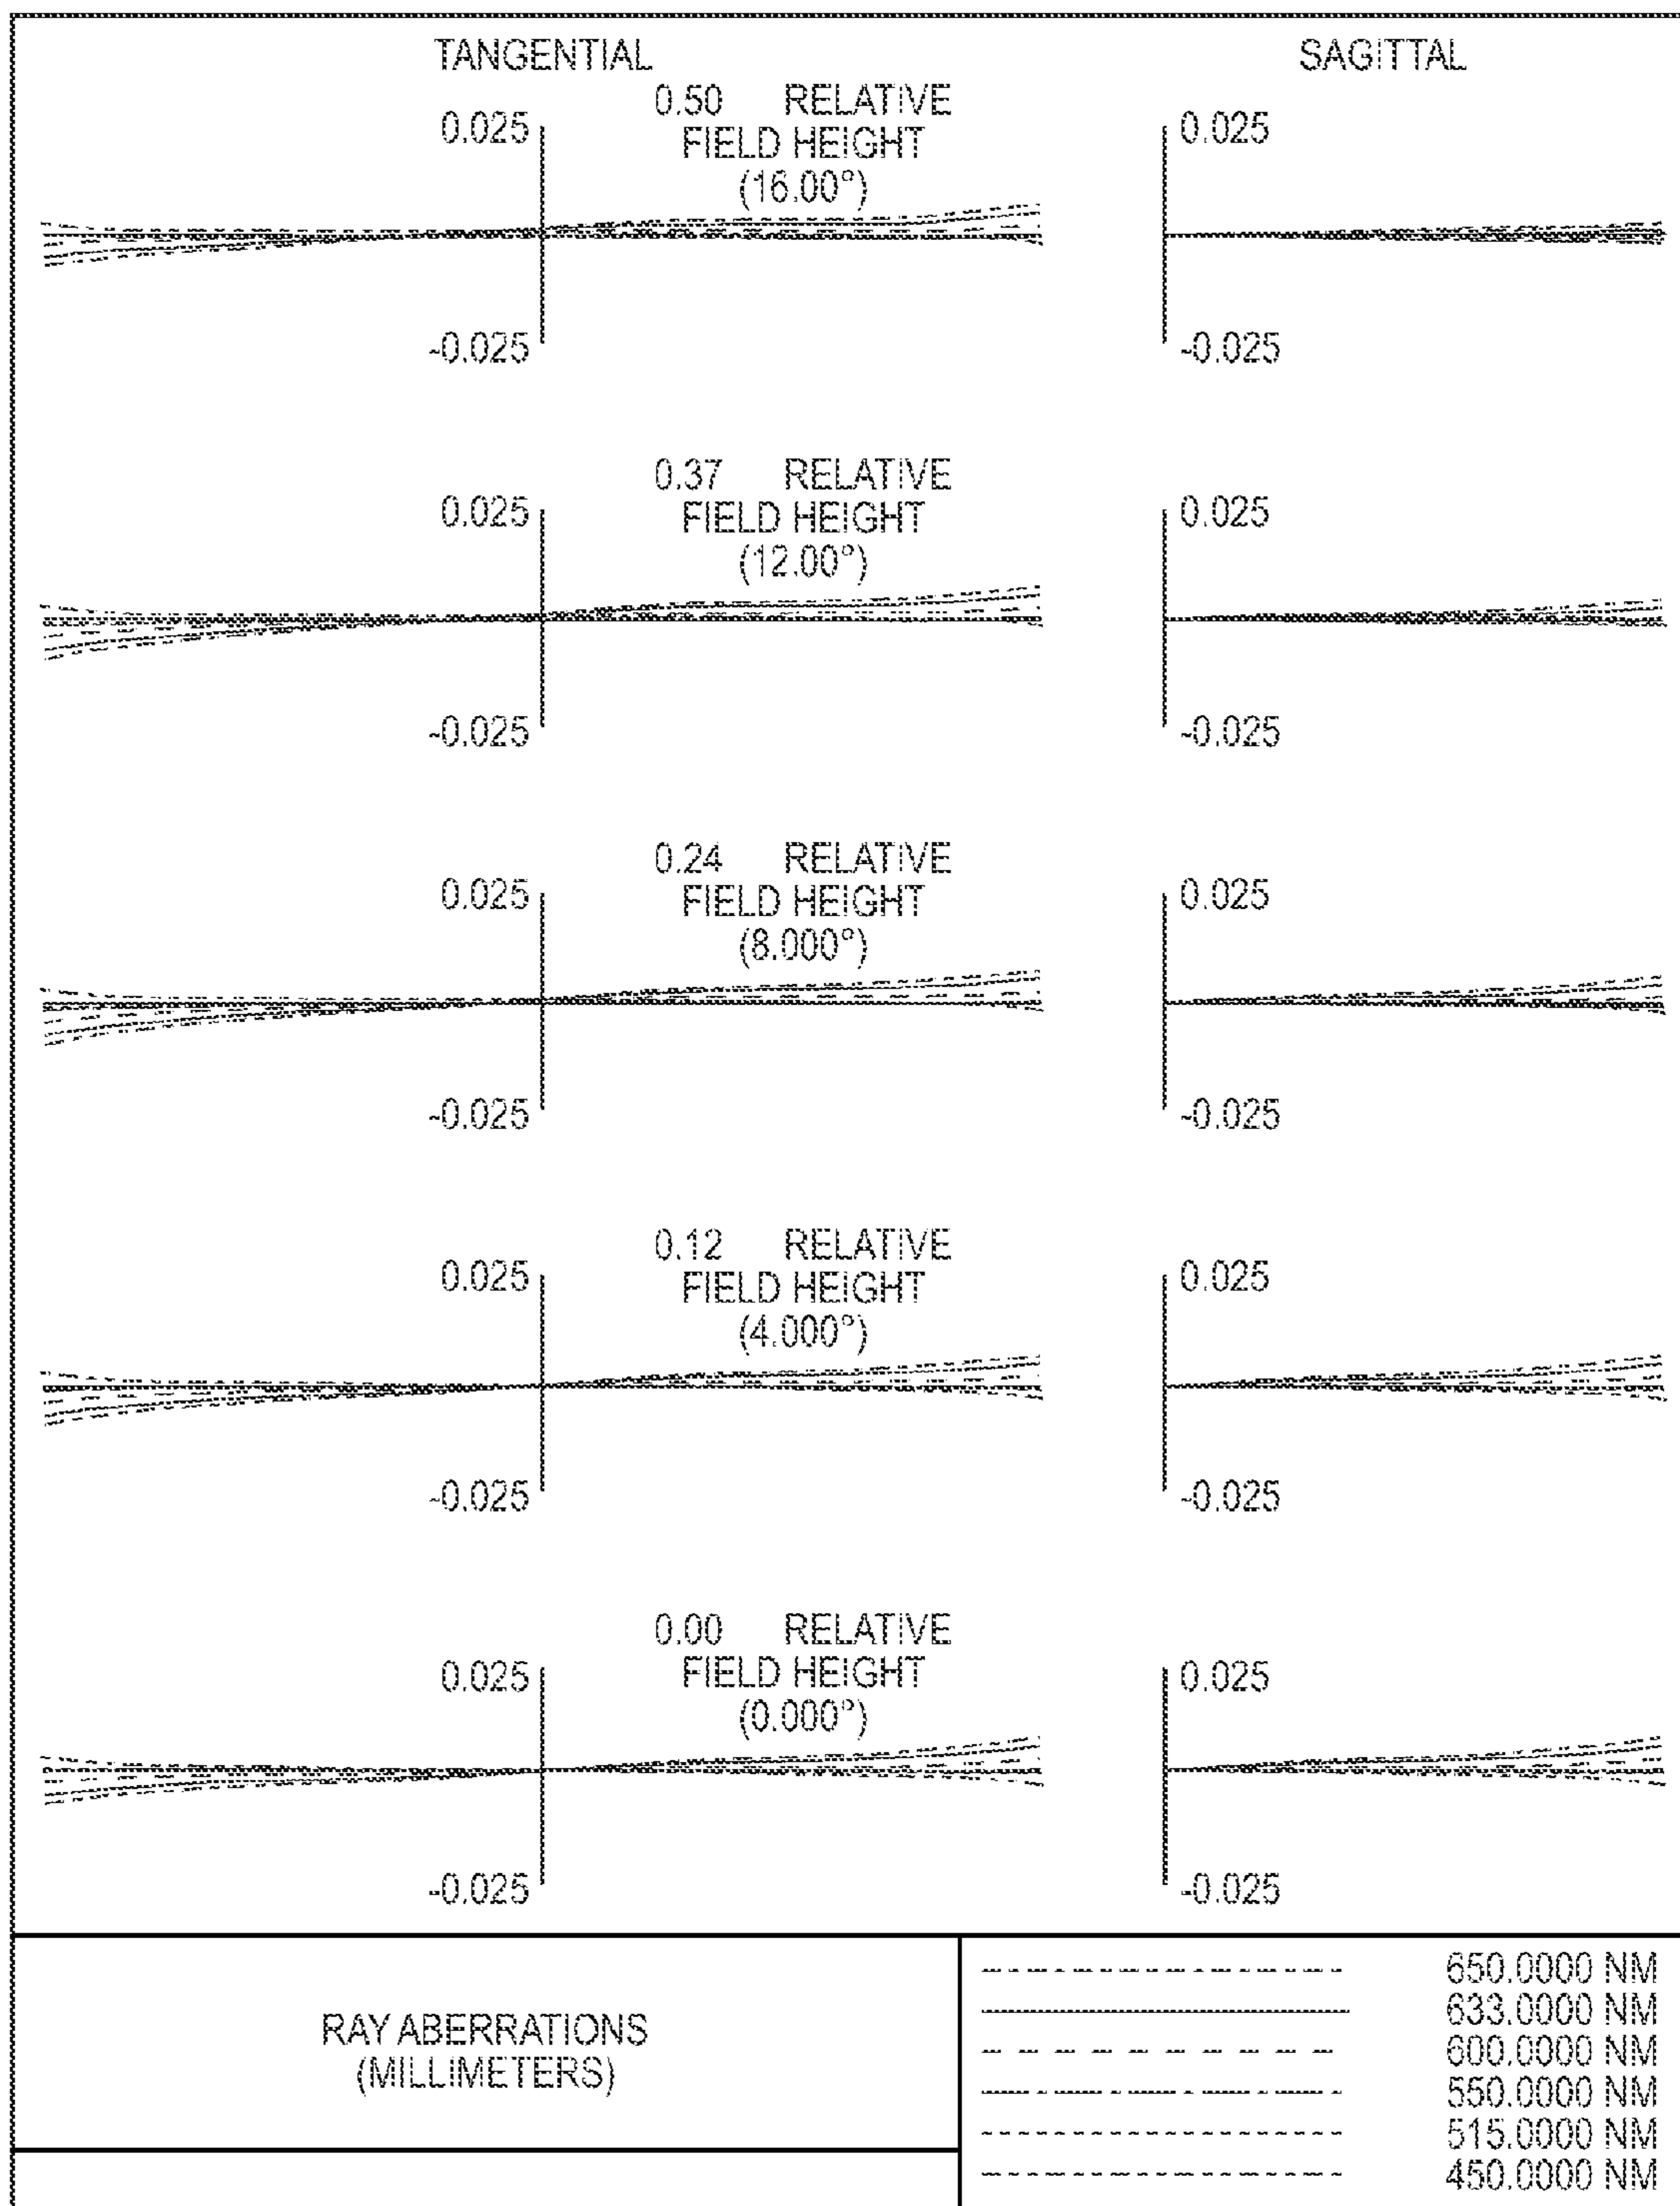 TANGENTIAL
SAGITTAL
0.50 RELATIVE
FIELD HEIGHT
(16.00°)
0.025
0.025
-0.025
-0.025
0.37 RELATIVE
FIELD HEIGHT
(12.00°)
0.025
0.025
-0.025
-0.025
0.24 RELATIVE
FIELD HEIGHT
(8.000°)
0.025
0.025
-0.025
-0.025
0.12 RELATIVE
FIELD HEIGHT
(4.000°)
0.025
0.025
-0.025
-0.025
0.00 RELATIVE
FIELD HEIGHT
(0.000°)
0.025
0.025
-0.025
-0.025
RAY ABERRATIONS
(MILLIMETERS)
650.0000 NM
633.0000 NM
600.0000 NM
550.0000 NM
515.0000 NM
450.0000 NM